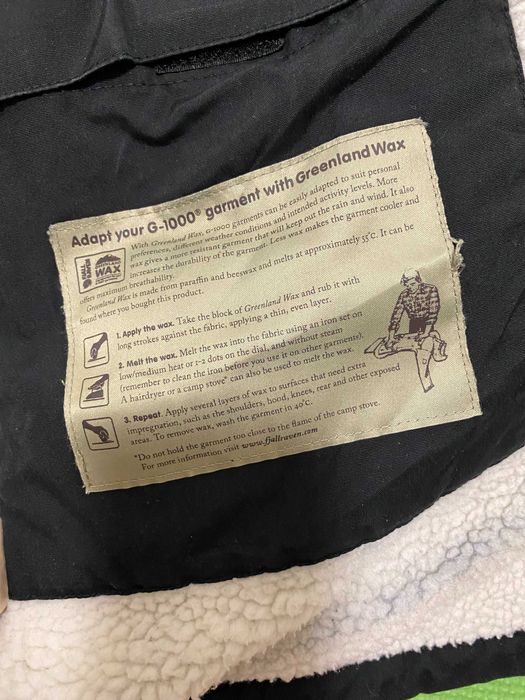 Adapt your G-1000® garment with Greenland Wax
With Greenland Wax, G-1000 garments can be easily adapted to suit personal
preferences, different weather conditions and intended activity levels. More
wax gives a more resistant garment that will keep out the rain and wind. It also
increases the durability of the garment. Less wax makes the garment cooler and
offers maximum breathability.
Greenland Wax is made from paraffin and beeswax and melts at approximately 55°C. It can be
found where you bought this product.
FJÄLL RÄVEN
GREENLAND
WAX
1. Apply the wax. Take the block of Greenland Wax and rub it with
long strokes against the fabric, applying a thin, even layer.
2. Melt the wax. Melt the wax into the fabric using an iron set on
low/medium heat or 1-2 dots on the dial, and without steam
(remember to clean the iron before you use it on other garments).
A hairdryer or a camp stove* can also be used to melt the wax.
3. Repeat. Apply several layers of wax to surfaces that need extra
impregnation, such as the shoulders, hood, knees, rear and other exposed
areas. To remove wax, wash the garment in 40°C.
*Do not hold the garment too close to the flame of the camp stove.
For more information visit www.fjallraven.com